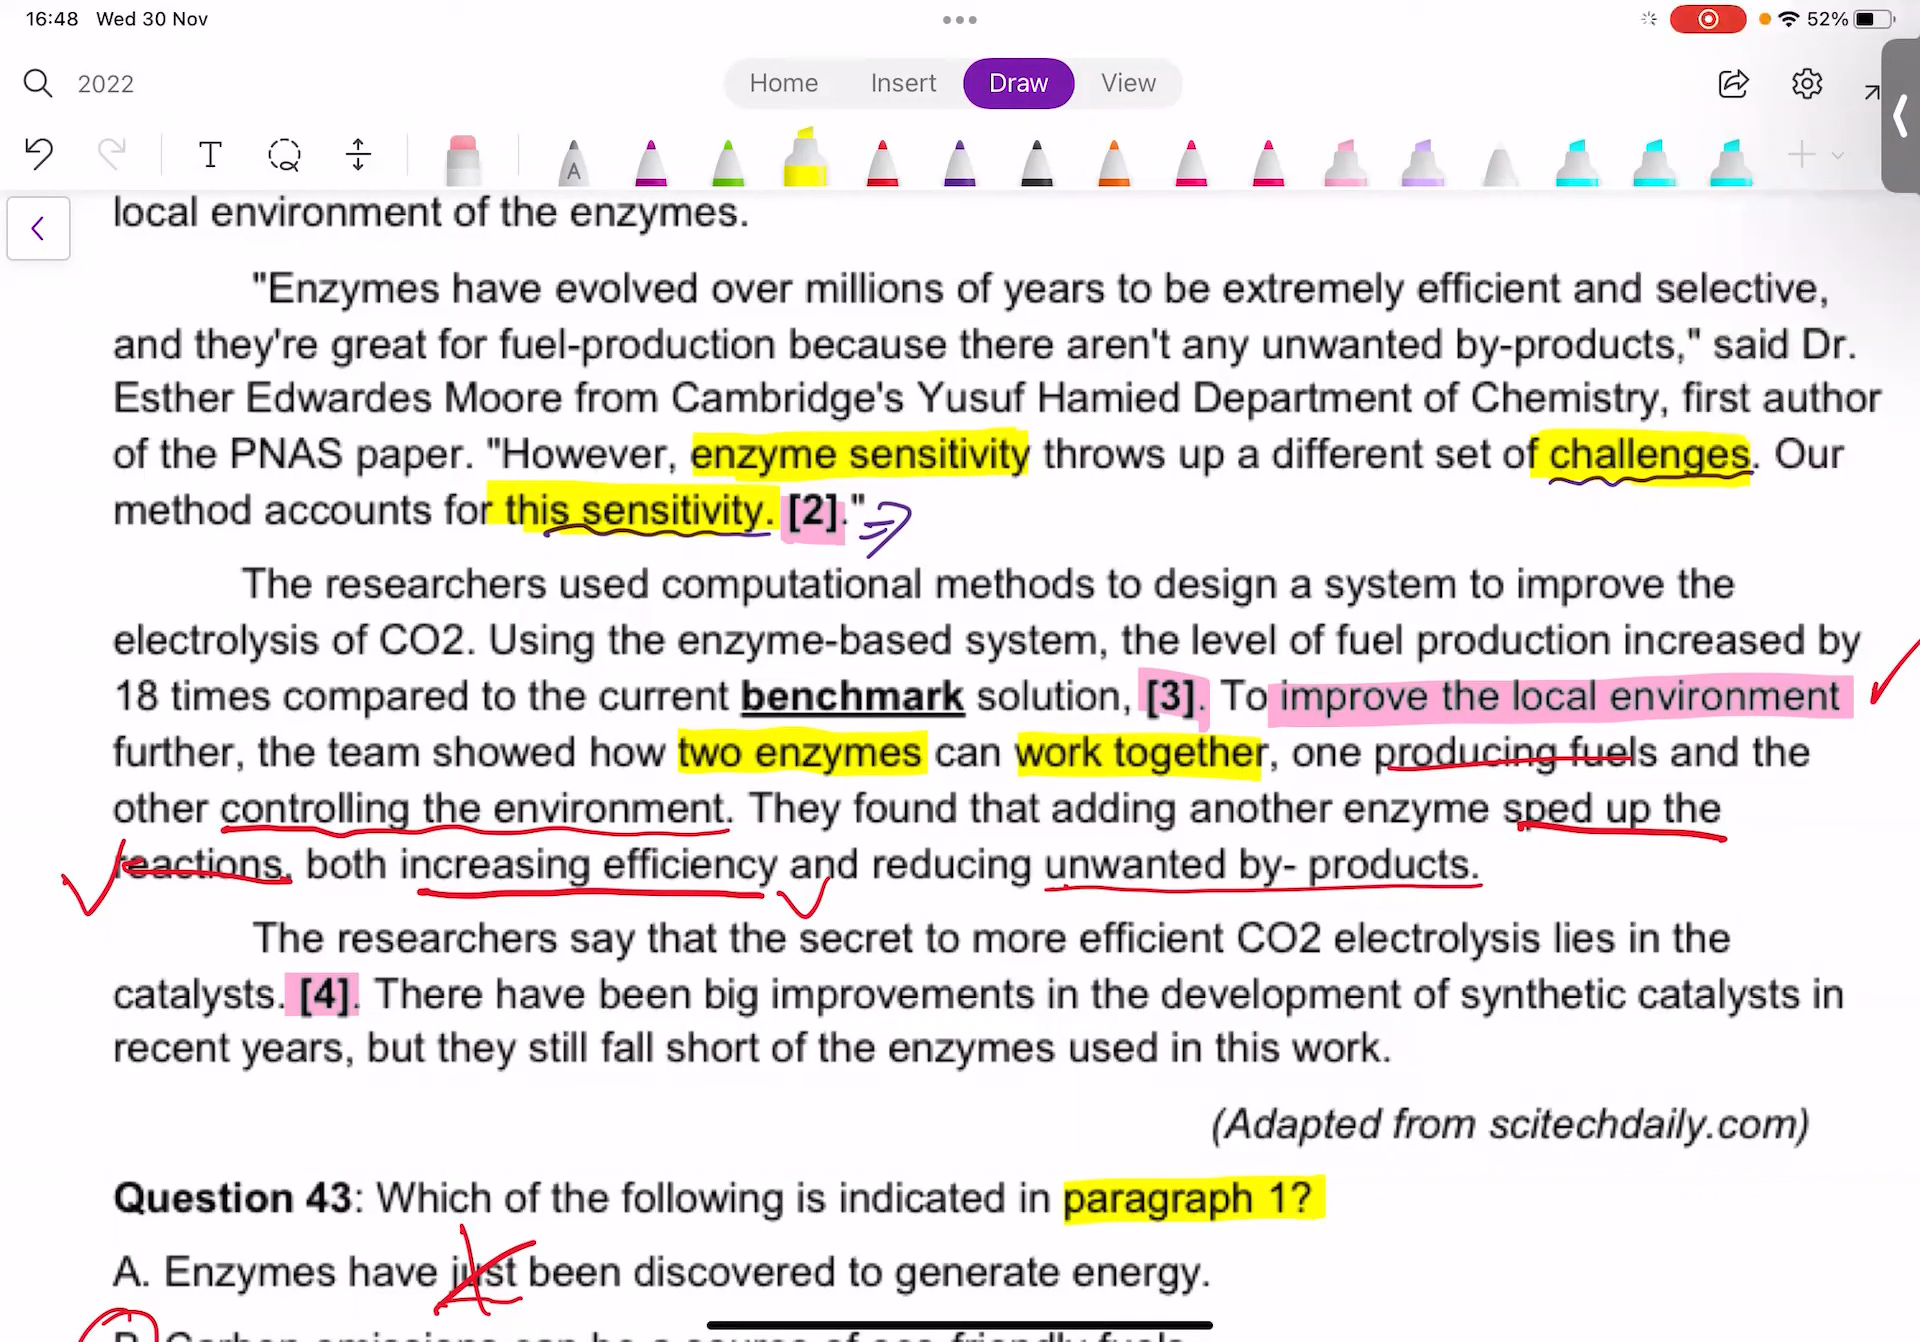 16:48 Wed 30 Nov
52%
2022
Home Insert Draw View
T
A
local environment of the enzymes.
"Enzymes have evolved over millions of years to be extremely efficient and selective,
and they're great for fuel-production because there aren't any unwanted by-products," said Dr.
Esther Edwardes Moore from Cambridge's Yusuf Hamied Department of Chemistry, first author
of the PNAS paper. "However, enzyme sensitivity throws up a different set of challenges. Our
method accounts for this sensitivity. [2]."
The researchers used computational methods to design a system to improve the
electrolysis of CO2. Using the enzyme-based system, the level of fuel production increased by
18 times compared to the current benchmark solution, [3]. To improve the local environment
further, the team showed how two enzymes can work together, one producing fuels and the
other controlling the environment. They found that adding another enzyme sped up the
reactions, both increasing efficiency and reducing unwanted by- products.
The researchers say that the secret to more efficient CO2 electrolysis lies in the
catalysts. [4]. There have been big improvements in the development of synthetic catalysts in
recent years, but they still fall short of the enzymes used in this work.
(Adapted from scitechdaily.com)
Question 43: Which of the following is indicated in paragraph 1?
A. Enzymes have just been discovered to generate energy.
B. Carbon emissions can be a source of eco-friendly fuels.